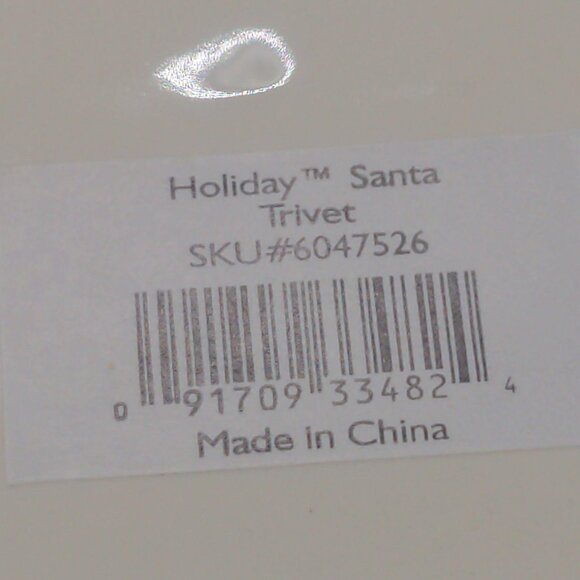 Holiday™ Santa
Trivet
SKU#6047526
0 91709 33482 4
Made in China